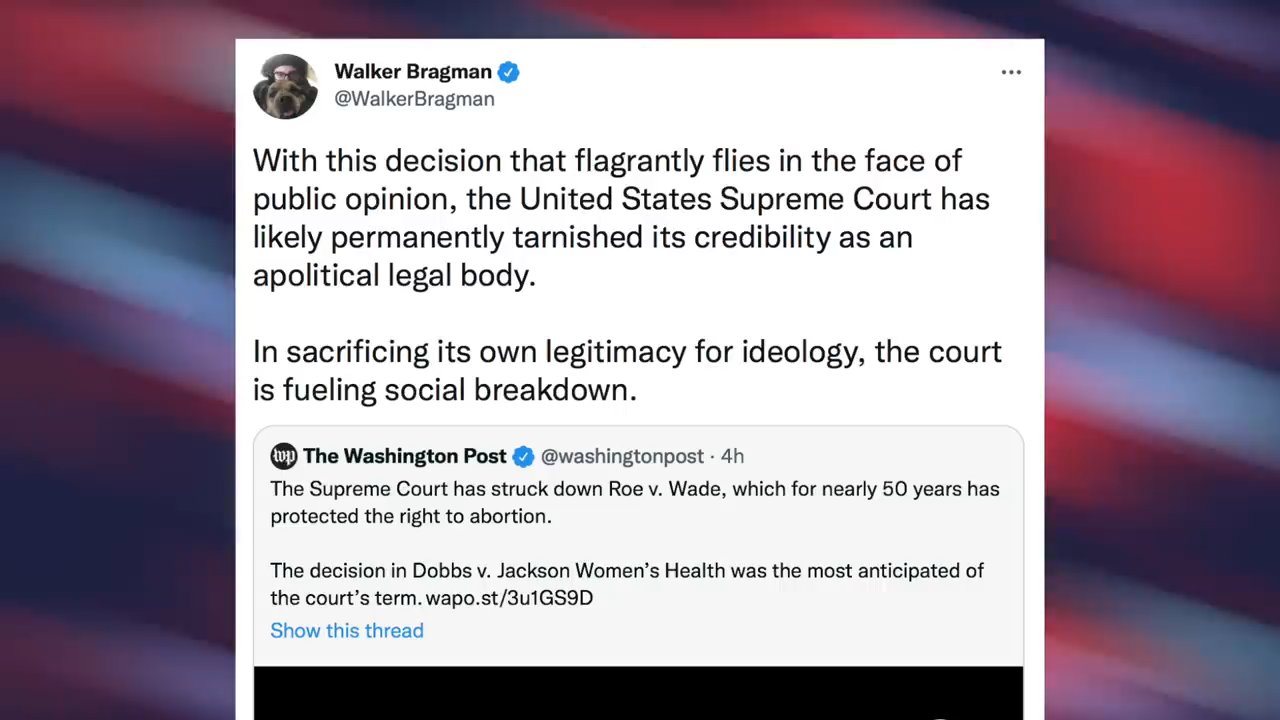 Walker Bragman
@WalkerBragman
With this decision that flagrantly flies in the face of
public opinion, the United States Supreme Court has
likely permanently tarnished its credibility as an
apolitical legal body.
In sacrificing its own legitimacy for ideology, the court
is fueling social breakdown.
wp The Washington Post @washingtonpost · 4h
The Supreme Court has struck down Roe v. Wade, which for nearly 50 years has
protected the right to abortion.
The decision in Dobbs v. Jackson Women’s Health was the most anticipated of
the court’s term. wapo.st/3u1GS9D
Show this thread